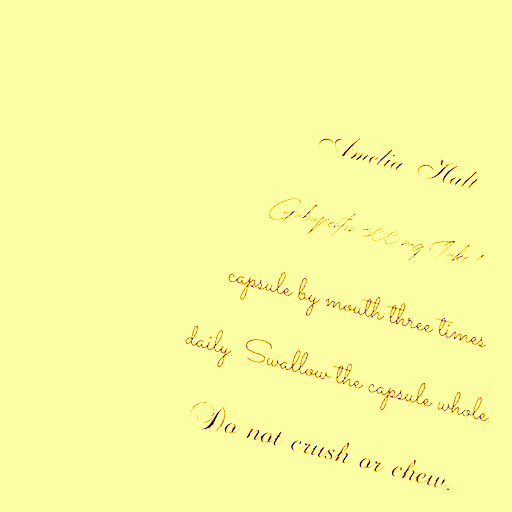 Amelia Hall
Gabapentin 300 mg Take 1
capsule by mouth three times
daily. Swallow the capsule whole.
Do not crush or chew.